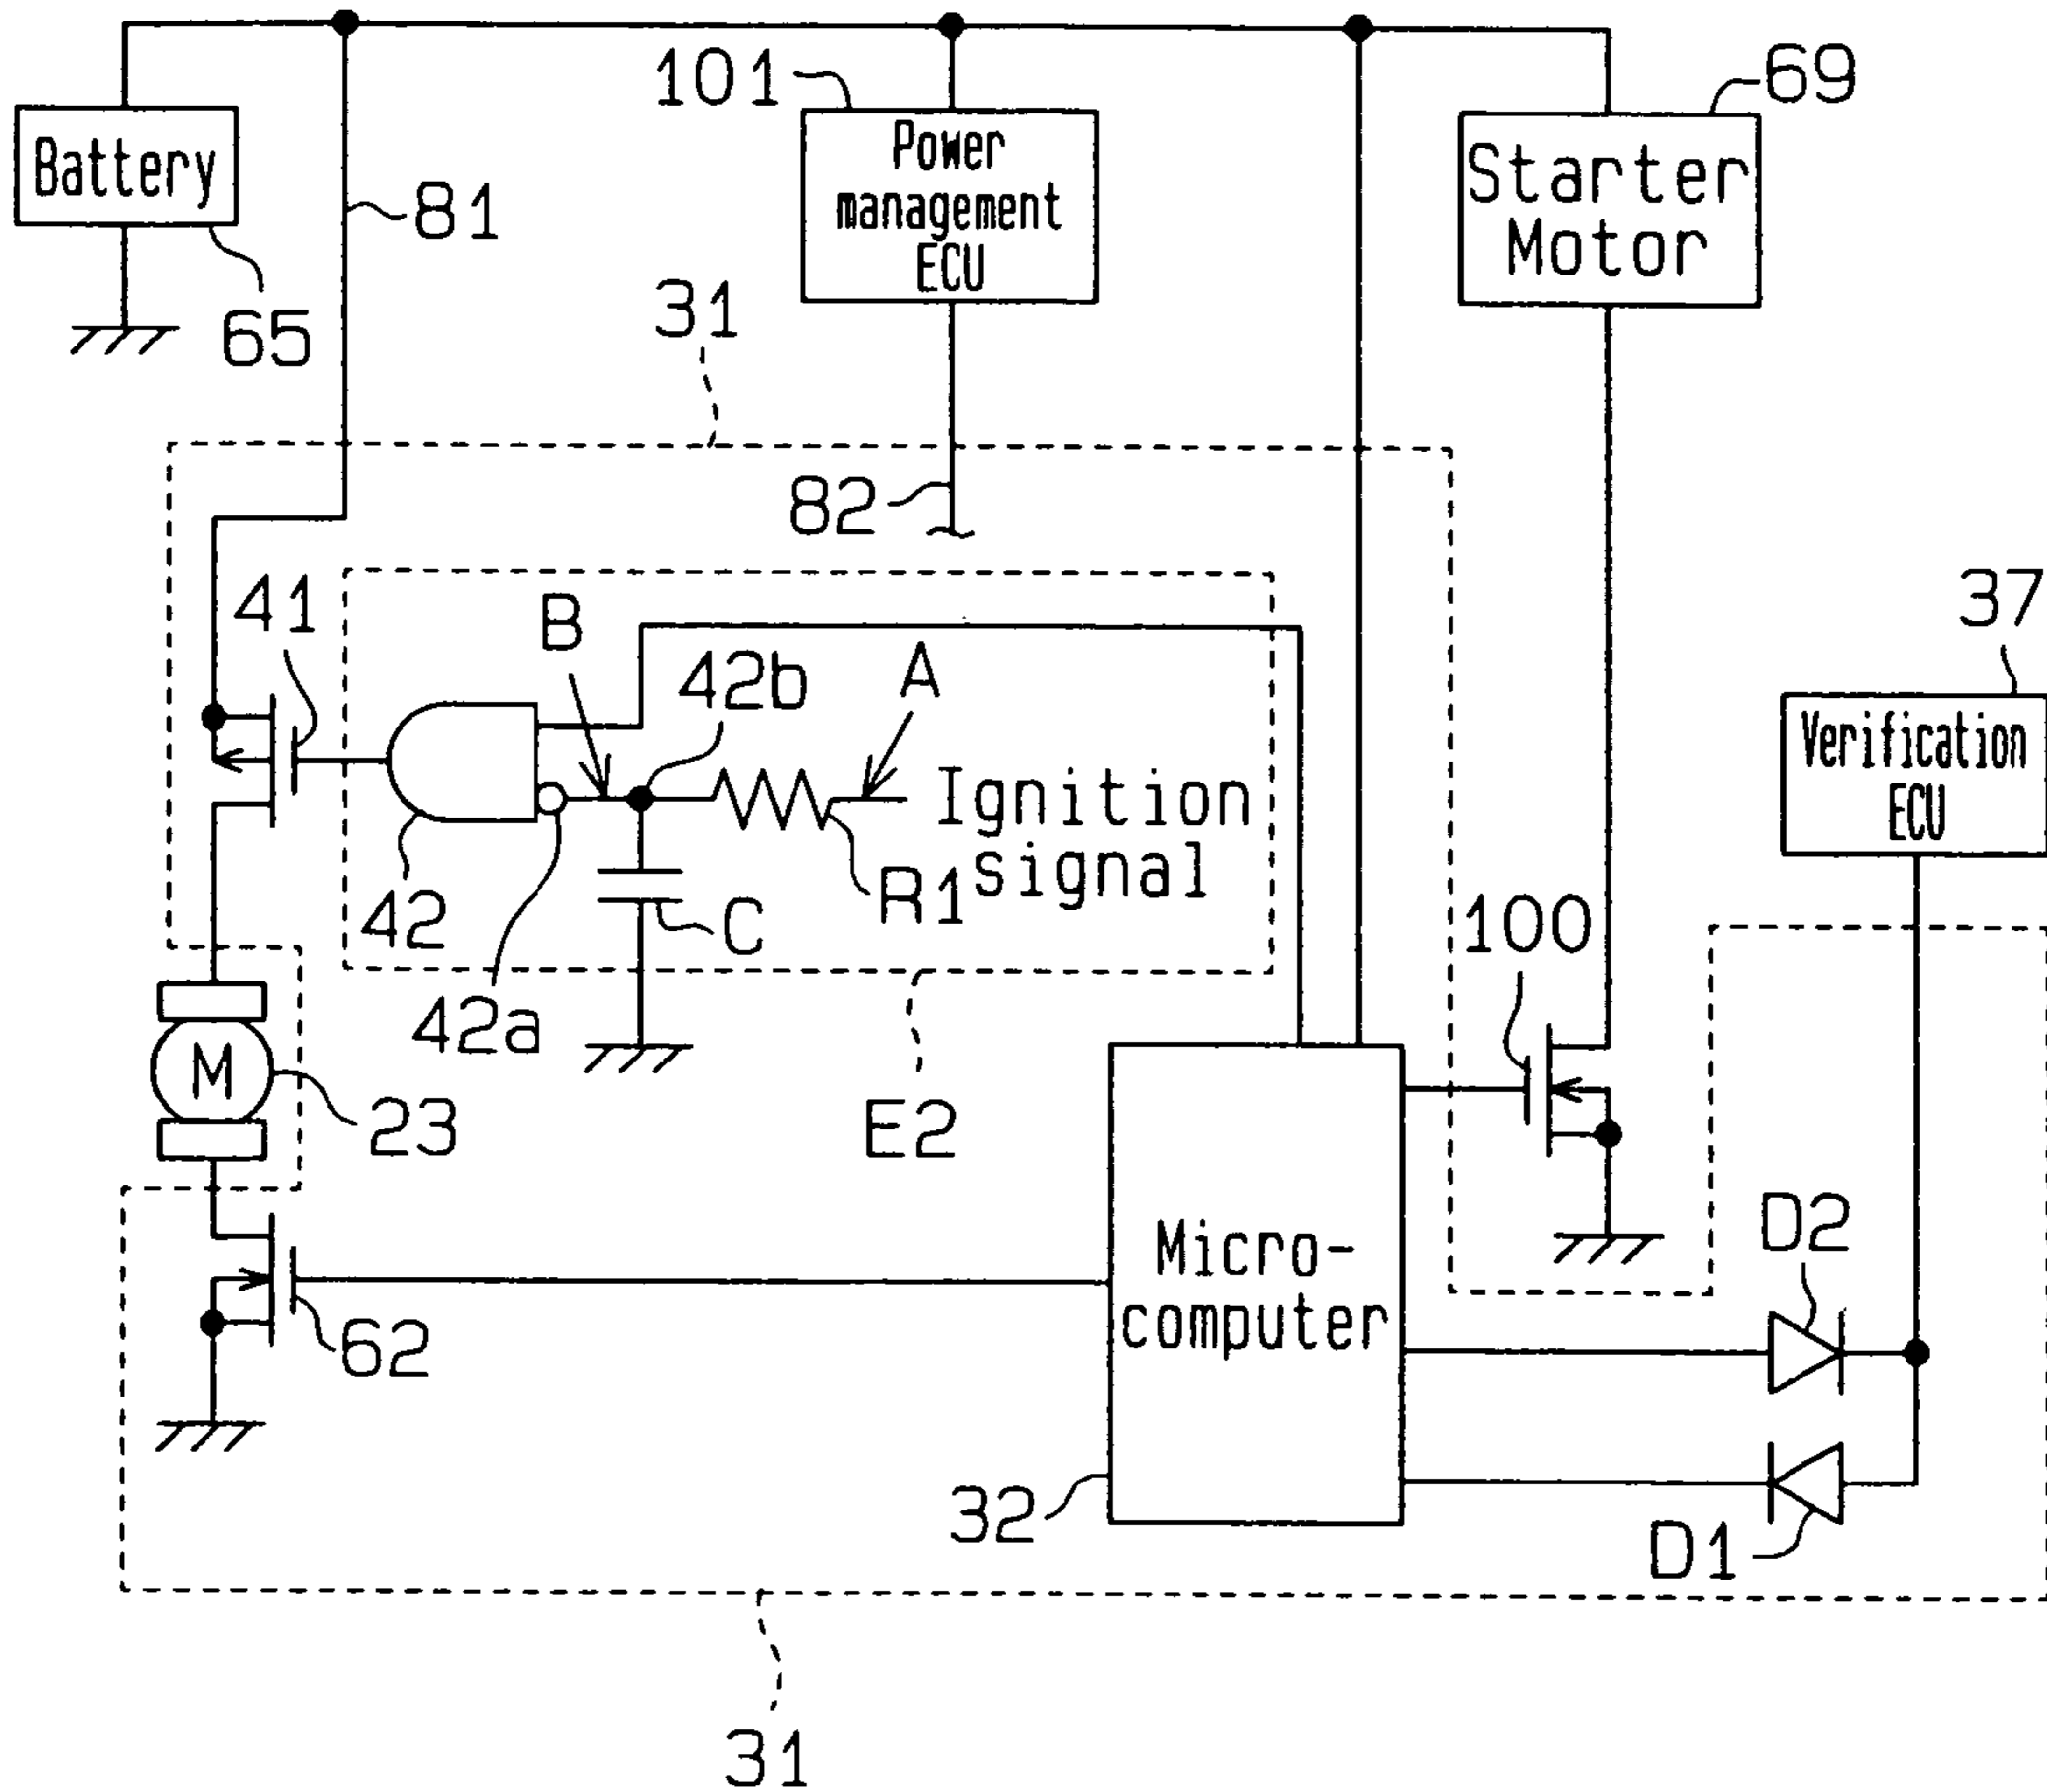 101
69
Battery
Power
management
ECU
Starter
Motor
81
65
31
82
41
B
42b
A
37
Verification
ECU
Ignition
signal
42
R1
C
100
42a
M
23
E2
D2
Micro-
computer
62
32
D1
31